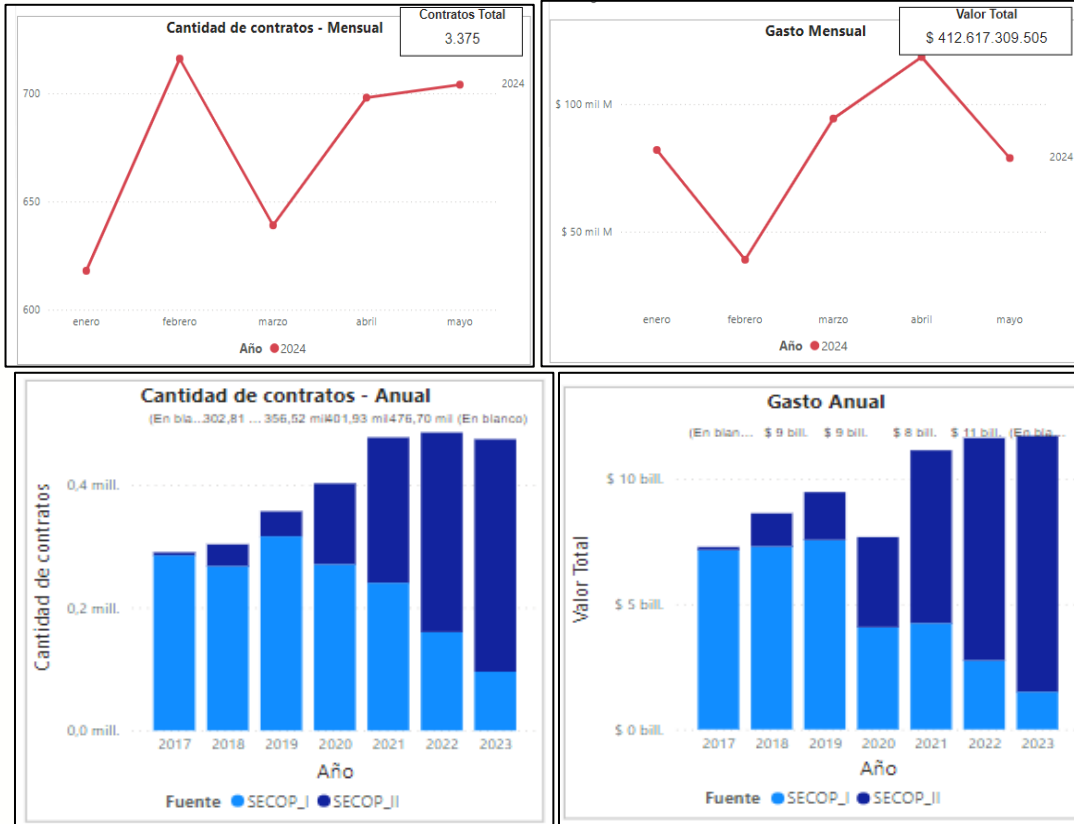 Cantidad de contratos - Mensual
Contratos Total
3.375
700
650
600
2024
enero febrero marzo abril mayo
Año 2024
Gasto Mensual
Valor Total
$ 412.617.309.505
$ 100 mil M
$ 50 mil M
2024
enero febrero marzo abril mayo
Año 2024
Cantidad de contratos - Anual
(En bla... 302,81 ... 356,52 mil 401,93 mil 476,70 mil (En blanco)
Cantidad de contratos
0,4 mill.
0,2 mill.
0,0 mill.
2017 2018 2019 2020 2021 2022 2023
Año
Fuente SECOP_I SECOP_II
Gasto Anual
(En blan... $ 9 bill. $ 9 bill. $ 8 bill. $ 11 bill. (En bla...
Valor Total
$ 10 bill.
$ 5 bill.
$ 0 bill.
2017 2018 2019 2020 2021 2022 2023
Año
Fuente SECOP_I SECOP_II